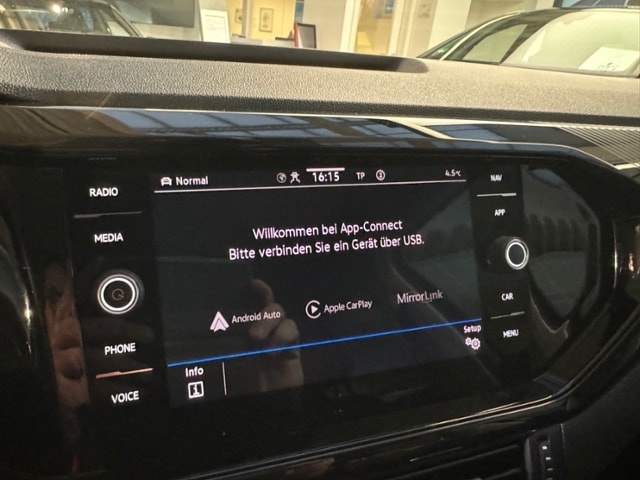 RADIO
MEDIA
PHONE
VOICE
Normal
16:15
TP
4.5°C
Willkommen bei App-Connect
Bitte verbinden Sie ein Gerät über USB.
Android Auto
Apple CarPlay
MirrorLink
Setup
Info
NAV
APP
CAR
MENU